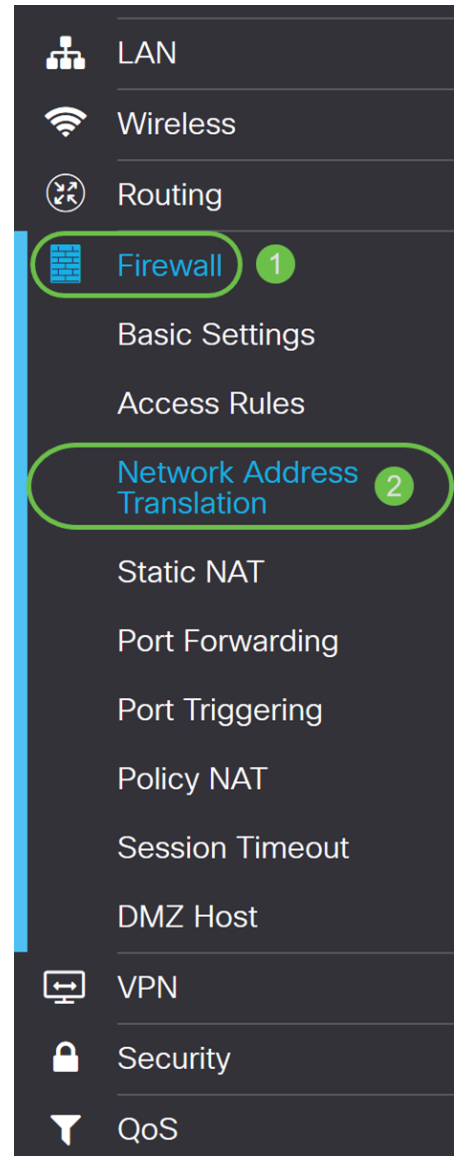 LAN
Wireless
Routing
Firewall 1
Basic Settings
Access Rules
Network Address
Translation 2
Static NAT
Port Forwarding
Port Triggering
Policy NAT
Session Timeout
DMZ Host
VPN
Security
QoS